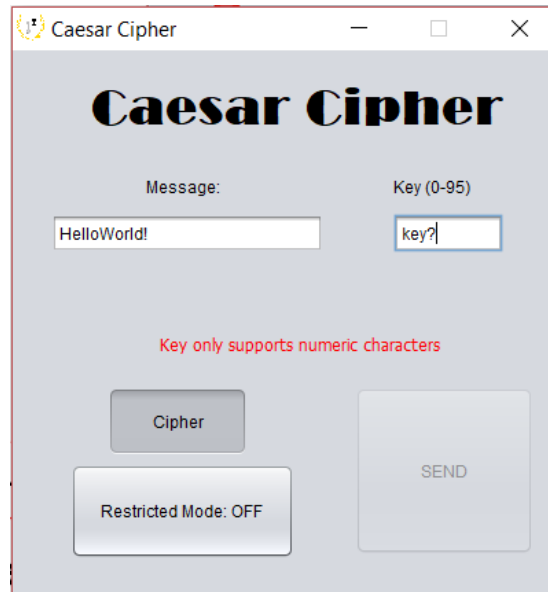 Caesar Cipher
Caesar Cipher
Message: Key (0-95)
HelloWorld! key?
Key only supports numeric characters
Cipher
SEND
Restricted Mode: OFF